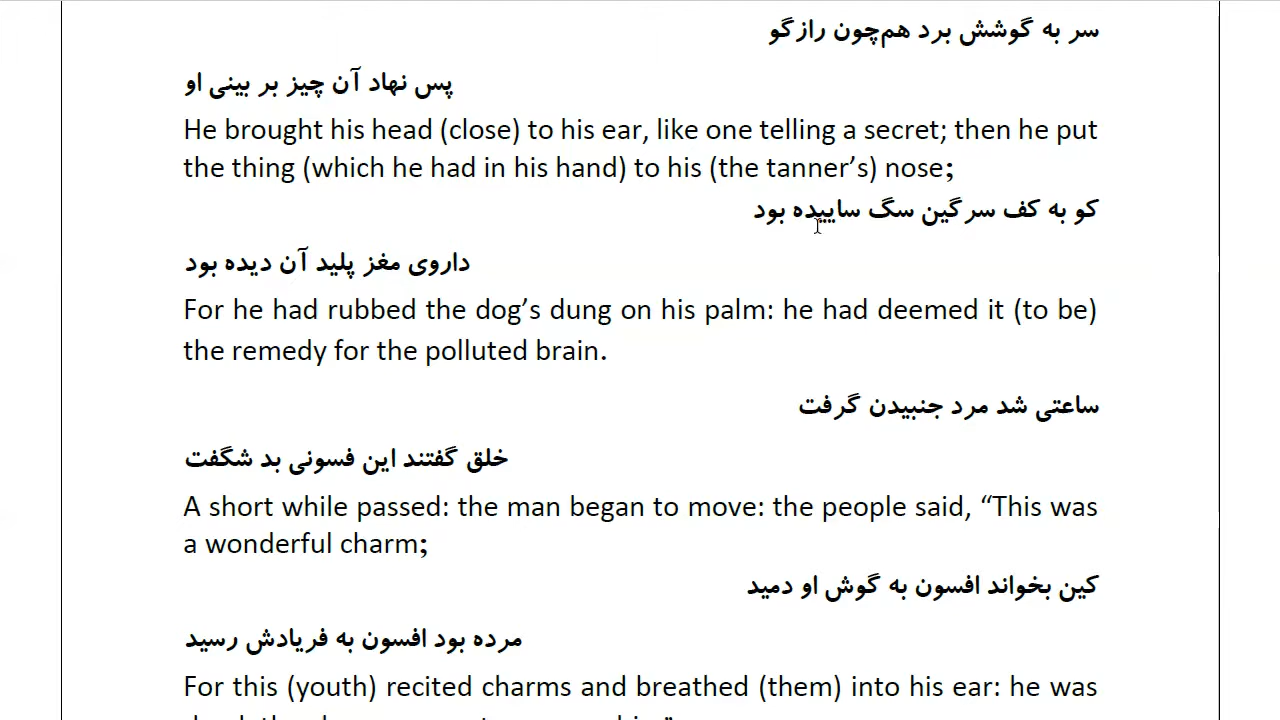 سر به گوشش برد هم‌چون رازگو
پس نهاد آن چیز بر بینی او
He brought his head (close) to his ear, like one telling a secret; then he put
the thing (which he had in his hand) to his (the tanner’s) nose;
کو به کف سرگین سگ ساییده بود
داروی مغز پلید آن دیده بود
For he had rubbed the dog’s dung on his palm: he had deemed it (to be)
the remedy for the polluted brain.
ساعتی شد مرد جنبیدن گرفت
خلق گفتند این فسونی بد شگفت
A short while passed: the man began to move: the people said, “This was
a wonderful charm;
کین بخواند افسون به گوش او دمید
مرده بود افسون به فریادش رسید
For this (youth) recited charms and breathed (them) into his ear: he was